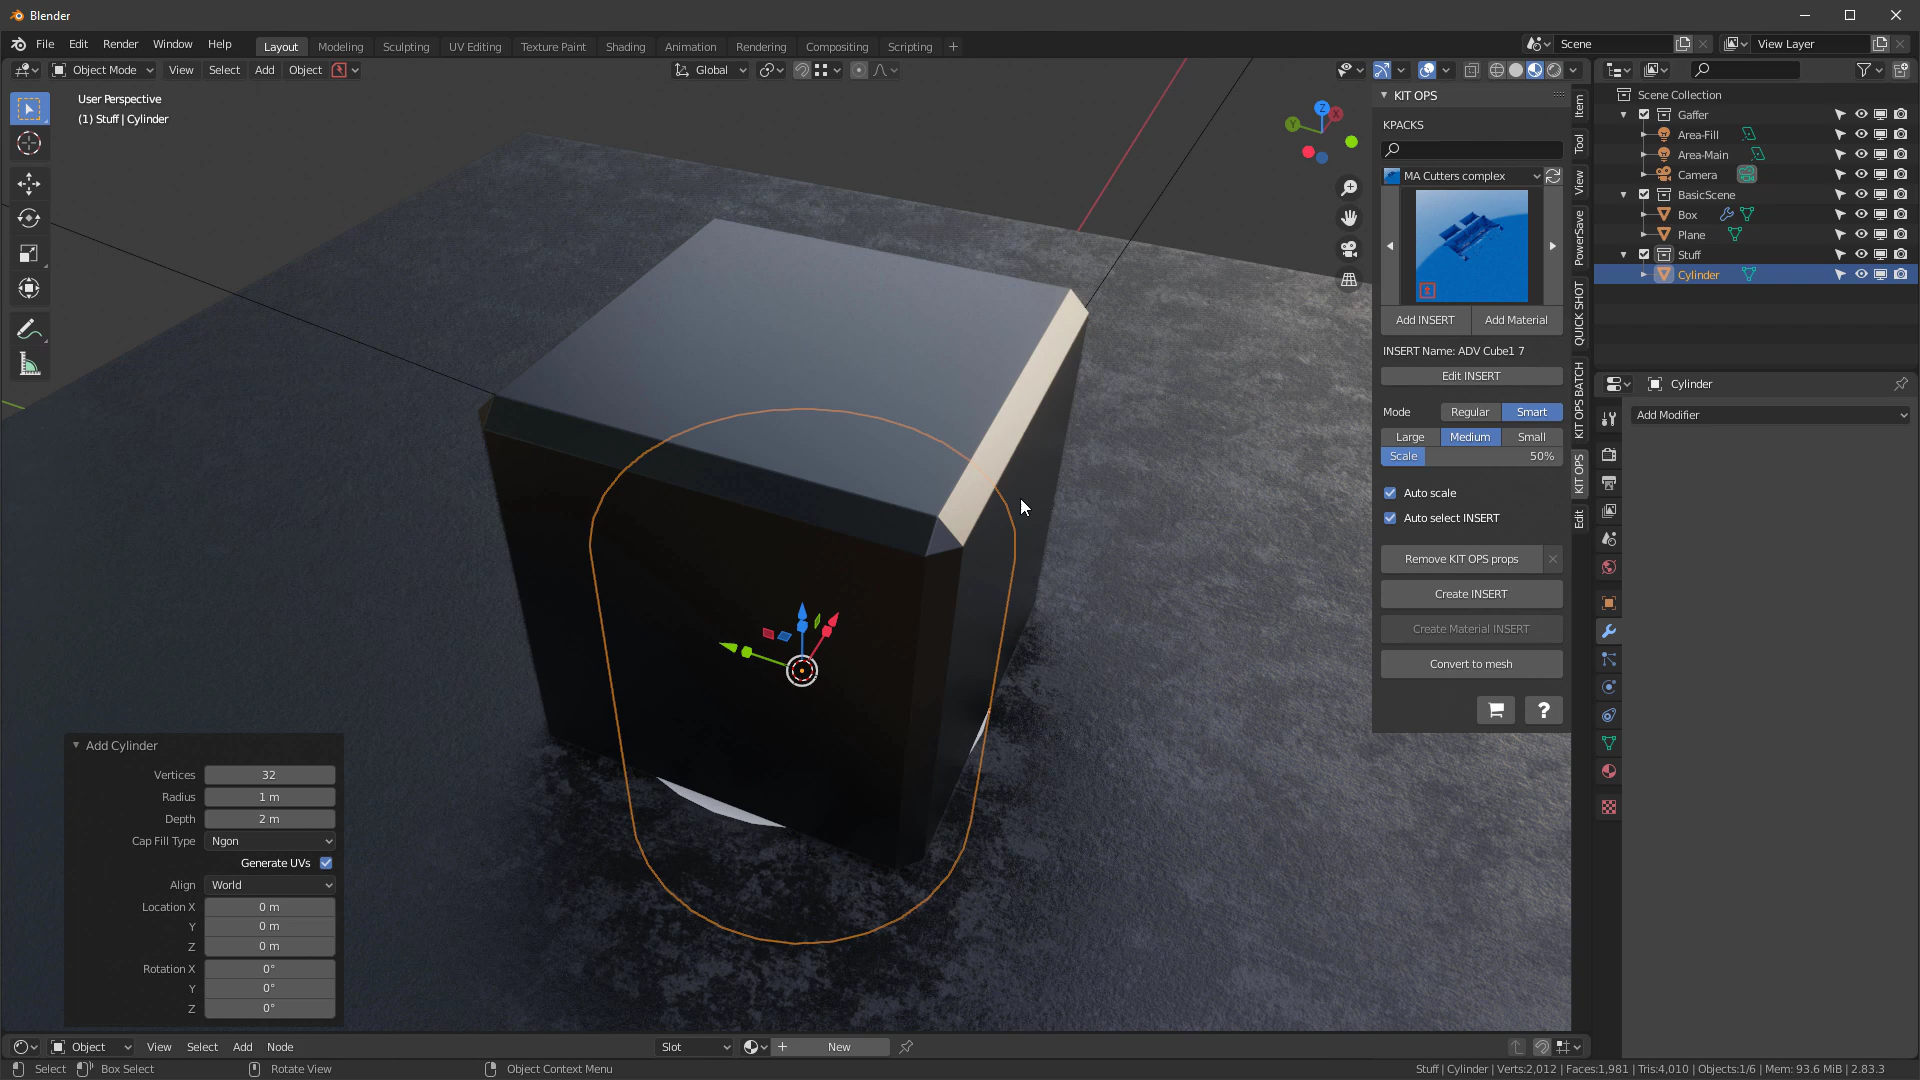 Blender
File Edit Render Window Help
Layout Modeling Sculpting UV Editing Texture Paint Shading Animation Rendering Compositing Scripting +
Scene
View Layer
Object Mode View Select Add Object
Global
User Perspective
(1) Stuff | Cylinder
Z
X
Y
KIT OPS
KPACKS
MA Cutters complex
Add INSERT
Add Material
INSERT Name: ADV Cube1 7
Edit INSERT
Mode Regular Smart
Large Medium Small
Scale 50%
Auto scale
Auto select INSERT
Remove KIT OPS props
Create INSERT
Create Material INSERT
Convert to mesh
?
Item
Tool
View
PowerSave
QUICK SHOT
KIT OPS BATCH
KIT OPS
Edit
Scene Collection
Gaffer
Area-Fill
Area-Main
Camera
BasicScene
Box
Plane
Stuff
Cylinder
Cylinder
Add Modifier
Add Cylinder
Vertices 32
Radius 1 m
Depth 2 m
Cap Fill Type Ngon
Generate UVs
Align World
Location X 0 m
Y 0 m
Z 0 m
Rotation X 0°
Y 0°
Z 0°
Object View Select Add Node
Slot
+ New
Select Box Select Rotate View Object Context Menu
Stuff | Cylinder | Verts:2,012 | Faces:1,981 | Tris:4,010 | Objects:1/6 | Mem: 93.6 MiB | 2.83.3